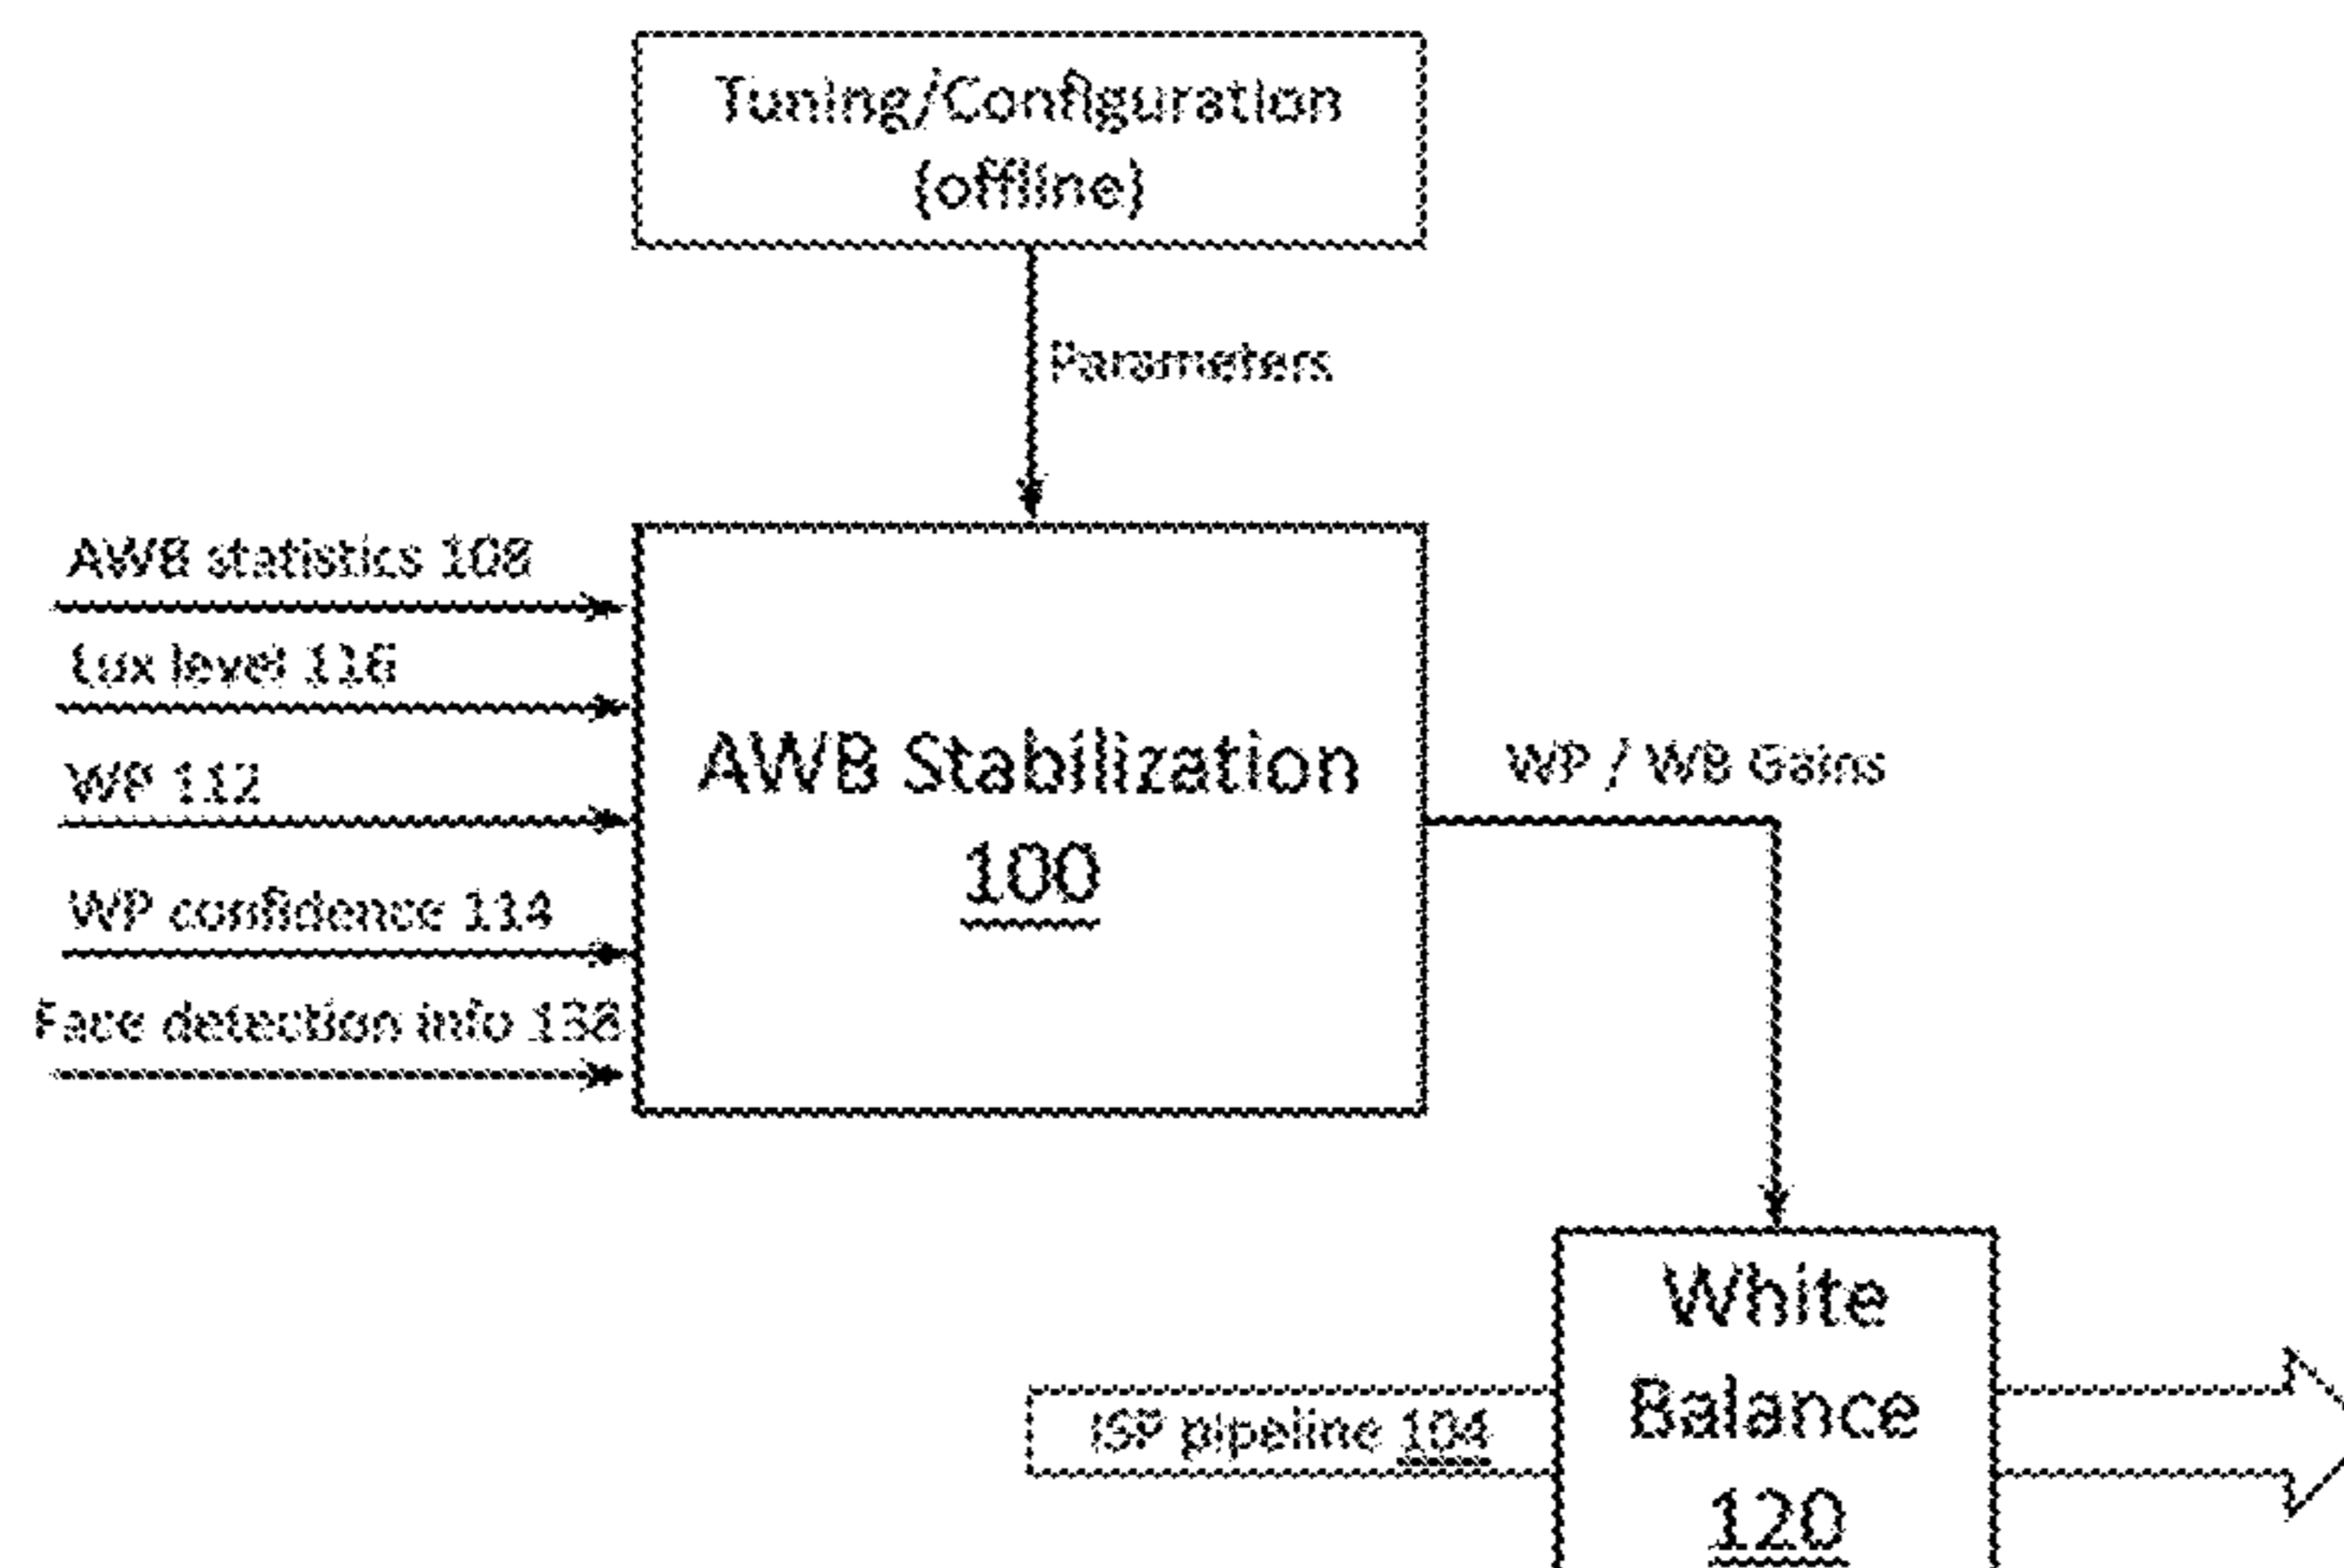 Tuning/Configuration
(offline)
Parameters
AWB statistics 108
Lux level 116
WP 112
WP confidence 114
Face detection info 138
AWB Stabilization
100
WP / WB Gains
White
Balance
120
ISP pipeline 104